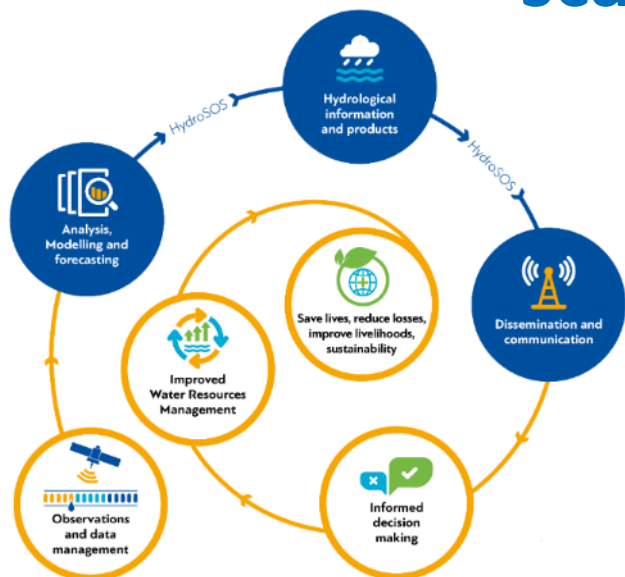 Hydrological
information
and products
HydroSOS
HydroSOS
Analysis,
Modelling and
forecasting
Save lives, reduce losses,
improve livelihoods,
sustainability
Dissemination and
communication
Improved
Water Resources
Management
Observations
and data
management
Informed
decision
making